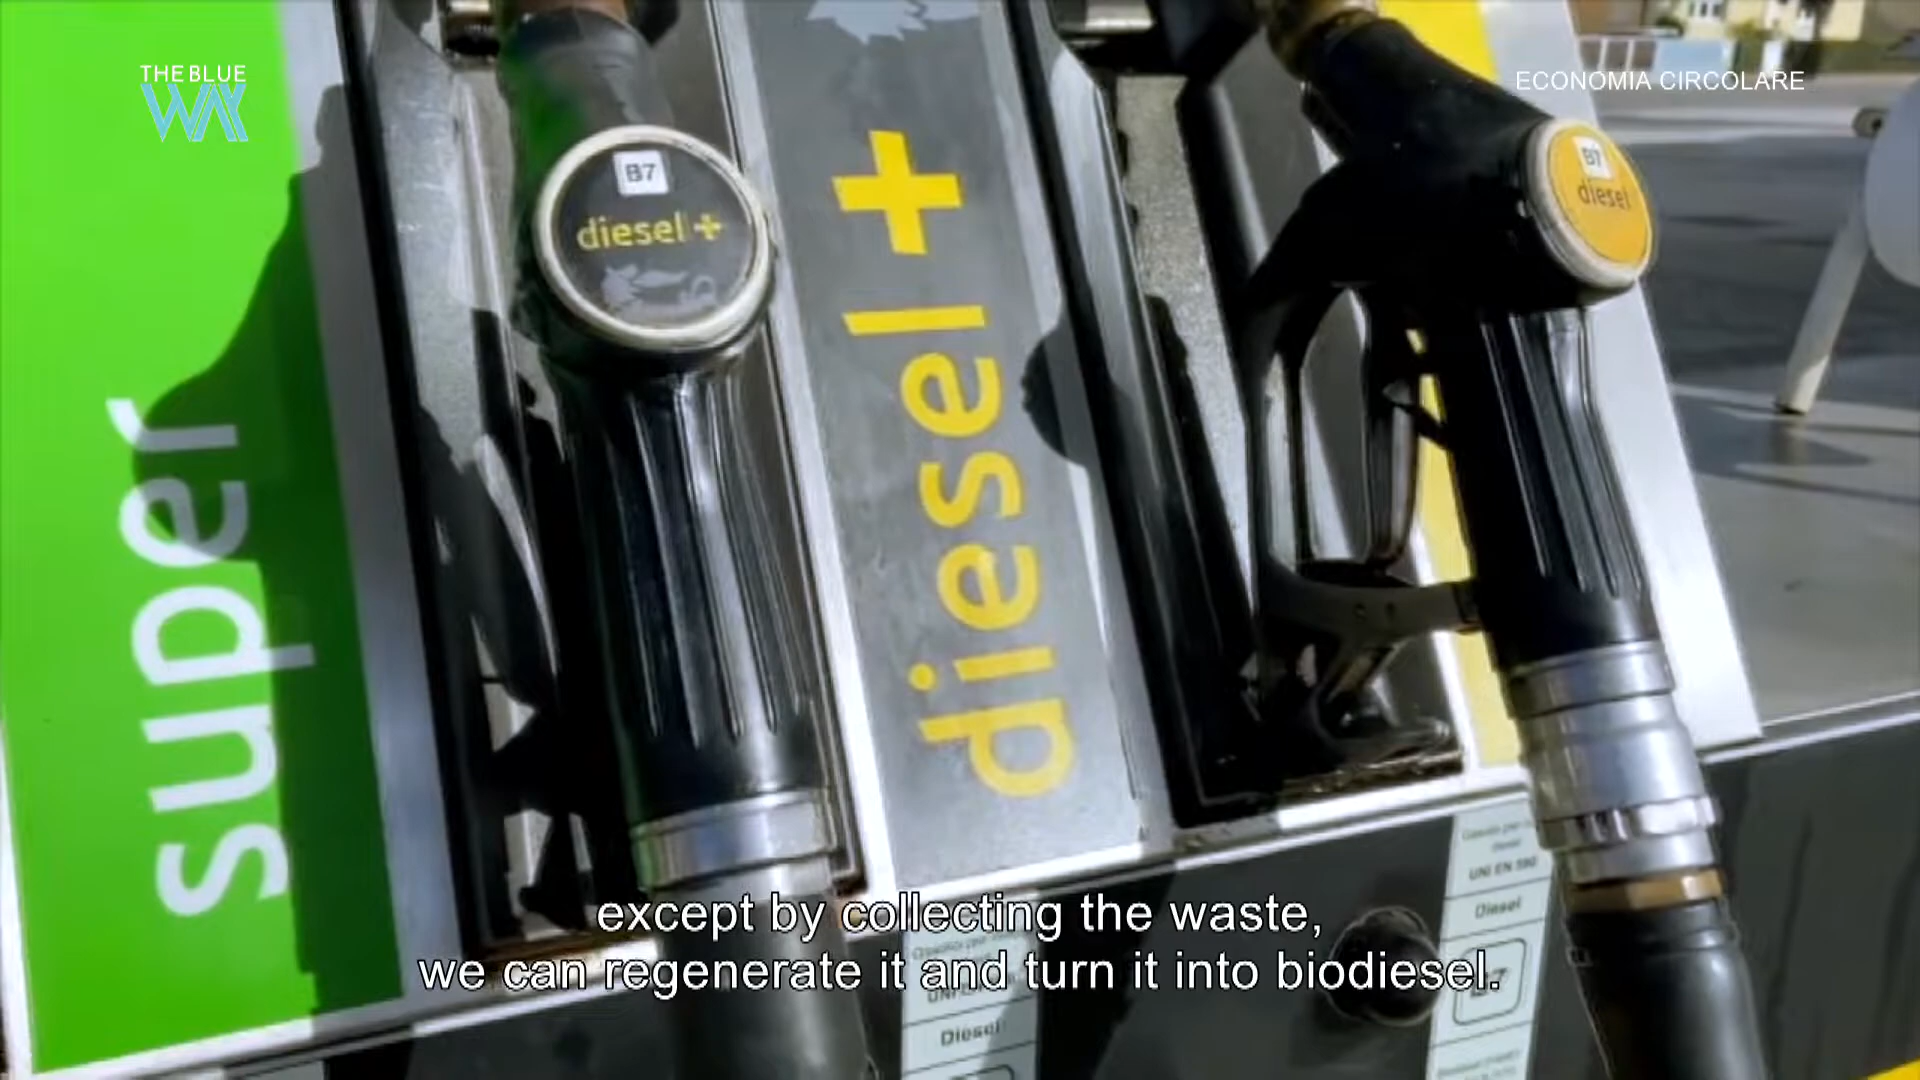 THE BLUE
WAY
ECONOMIA CIRCOLARE
B7
diesel+
B7
diesel
super
diesel +
UNI EN 590
Diesel
Diesel
except by collecting the waste,
we can regenerate it and turn it into biodiesel.